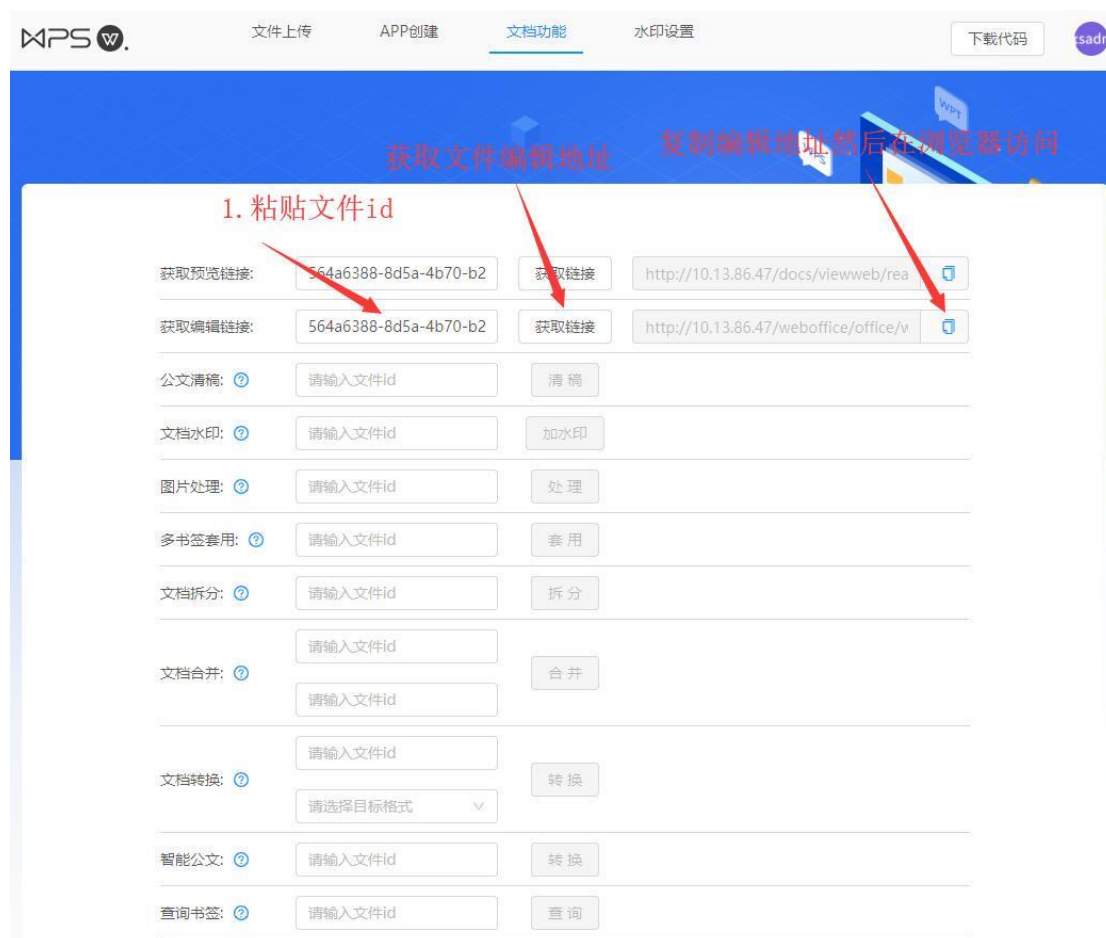 WPS
文件上传 APP创建 文档功能 水印设置 下载代码
WPT
获取文件编辑地址 复制编辑地址然后在浏览器访问
1.粘贴文件id
获取预览链接: 564a6388-8d5a-4b70-b2 获取链接 http://10.13.86.47/docs/viewweb/rea
获取编辑链接: 564a6388-8d5a-4b70-b2 获取链接 http://10.13.86.47/weboffice/office/w
公文清稿: 请输入文件id 清 稿
文档水印: 请输入文件id 加水印
图片处理: 请输入文件id 处 理
多书签套用: 请输入文件id 套 用
文档拆分: 请输入文件id 拆 分
请输入文件id
文档合并: 合 并
请输入文件id
请输入文件id
文档转换: 转 换
请选择目标格式
智能公文: 请输入文件id 转 换
查询书签: 请输入文件id 查 询